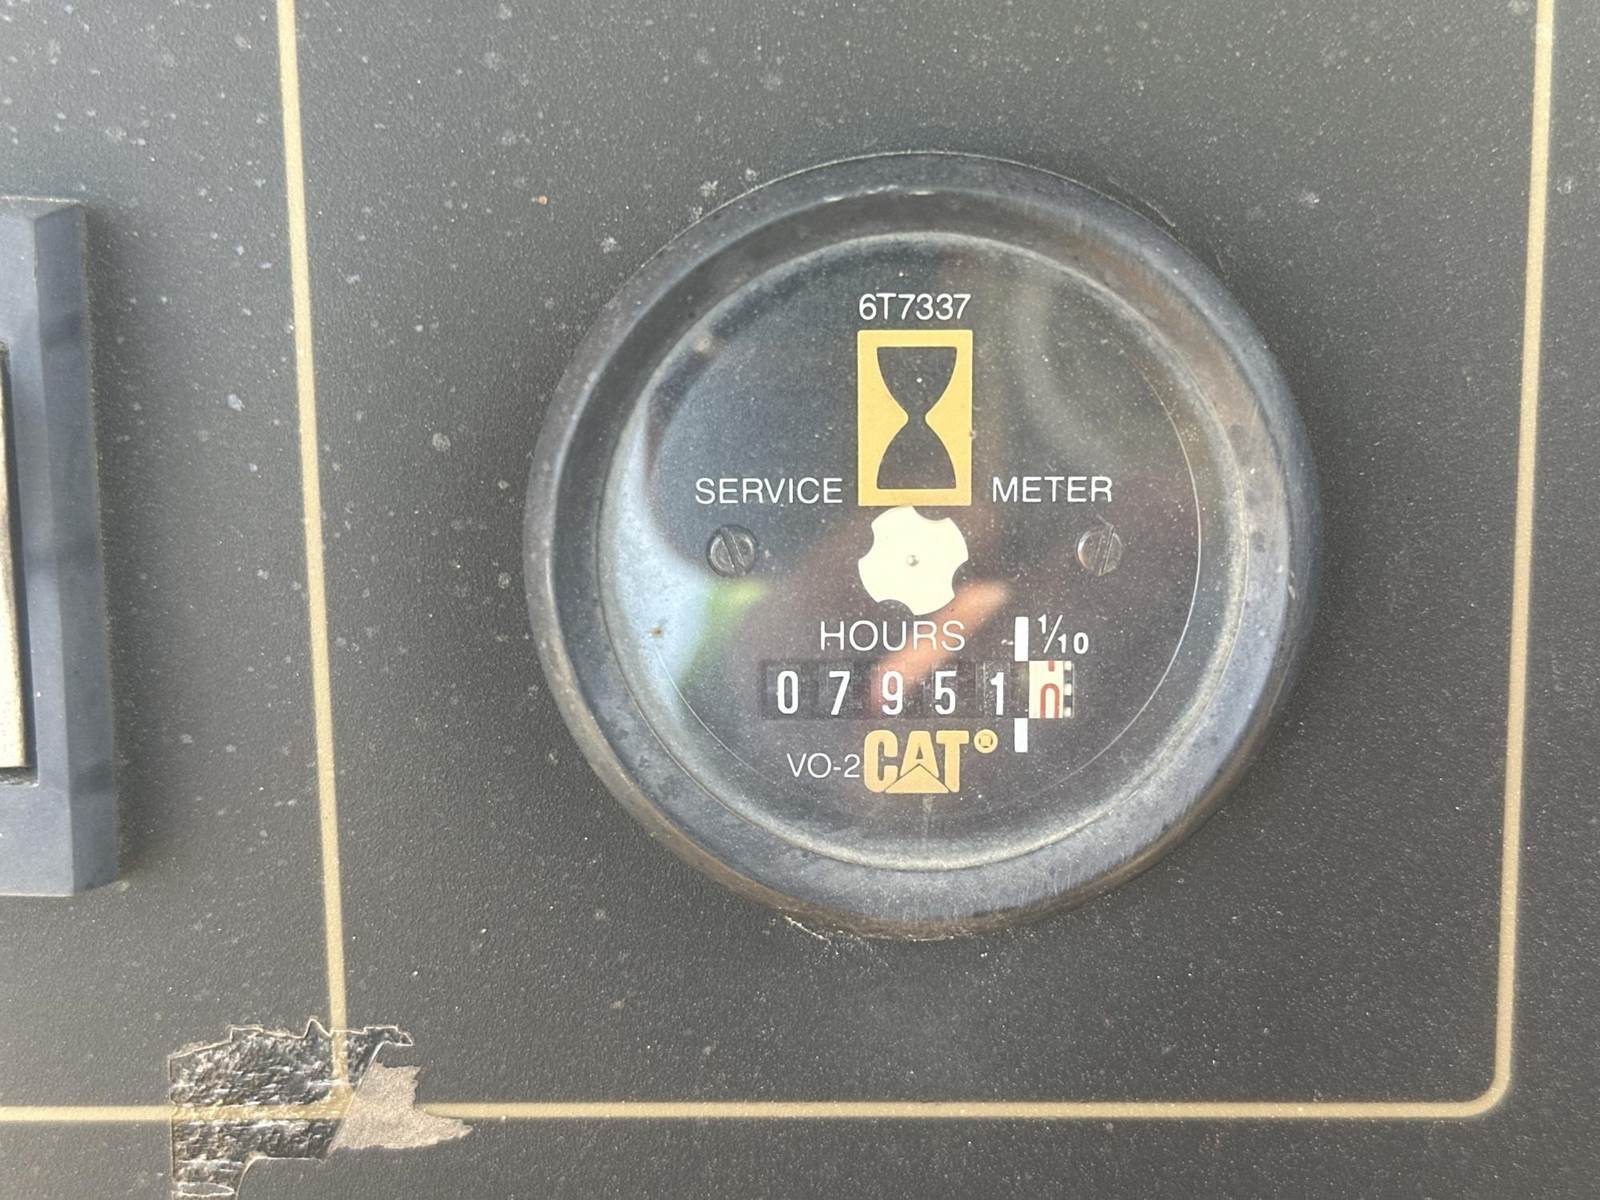 6T7337
SERVICE METER
HOURS 1/10
079510
VO-2 CAT